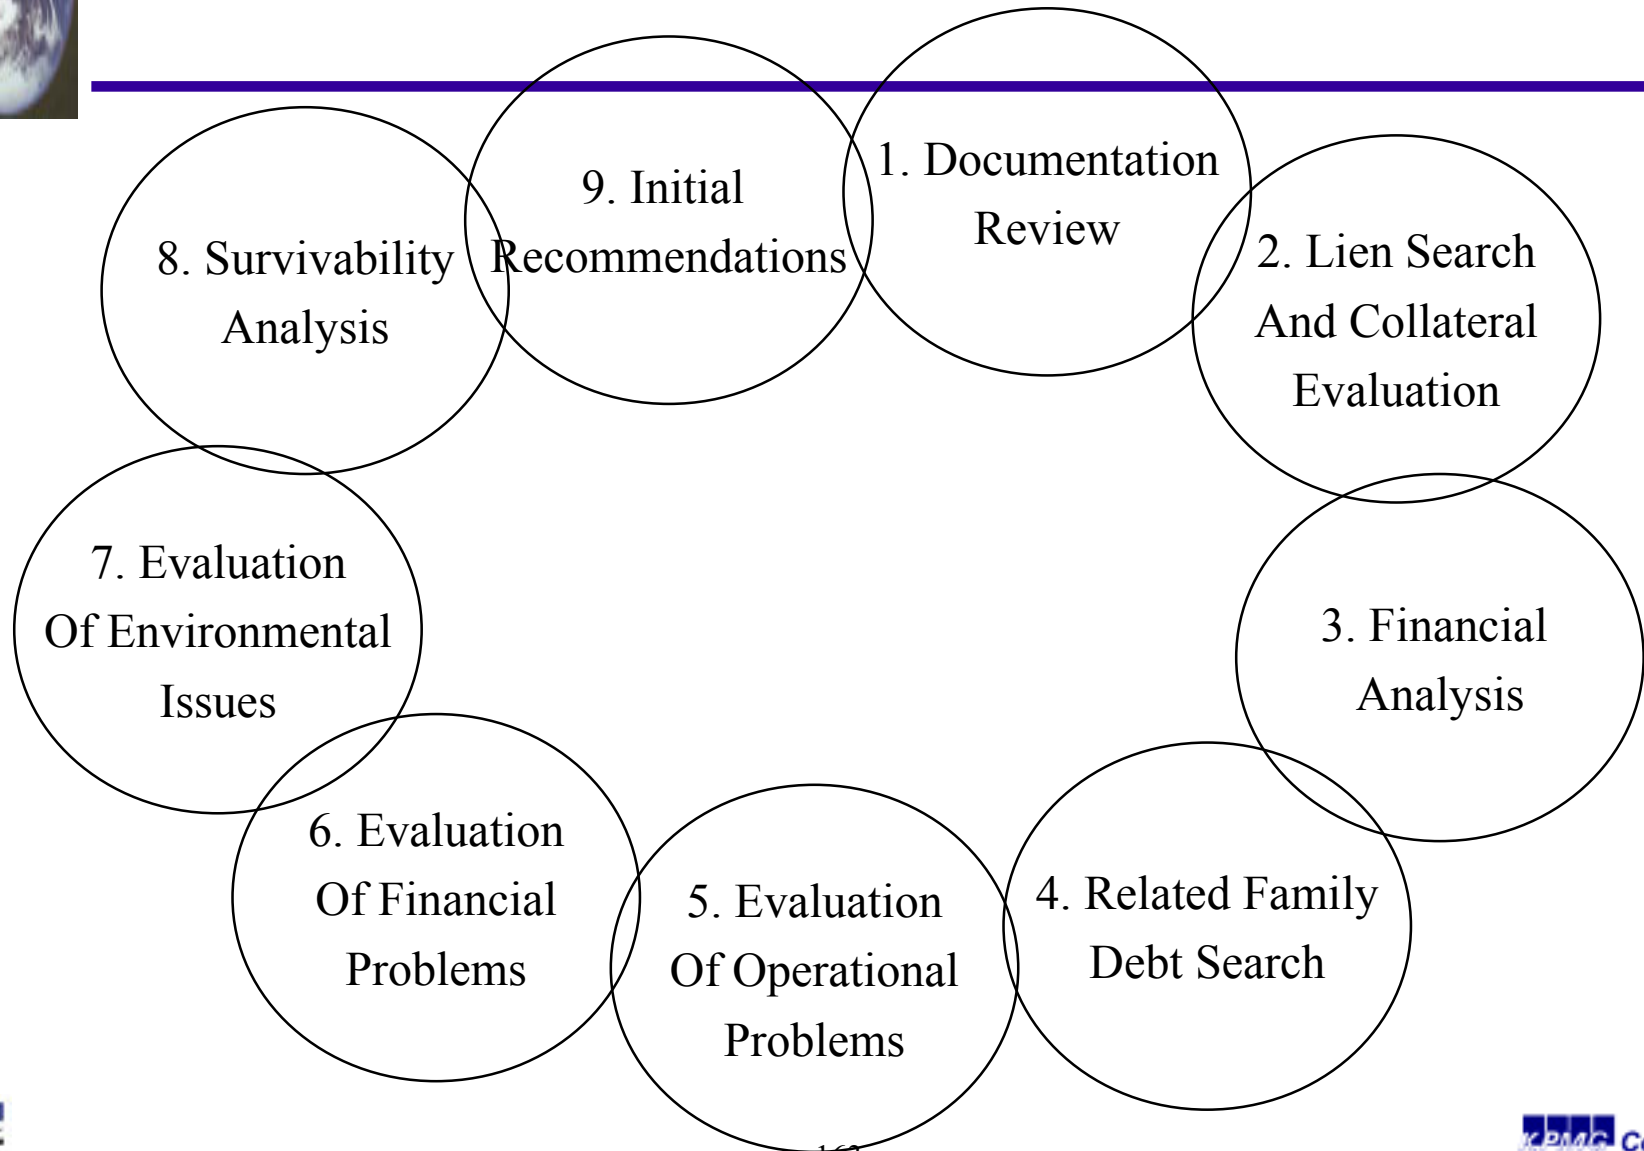 1. Documentation
Review
2. Lien Search
And Collateral
Evaluation
3. Financial
Analysis
4. Related Family
Debt Search
5. Evaluation
Of Operational
Problems
6. Evaluation
Of Financial
Problems
7. Evaluation
Of Environmental
Issues
8. Survivability
Analysis
9. Initial
Recommendations
KPMG Co